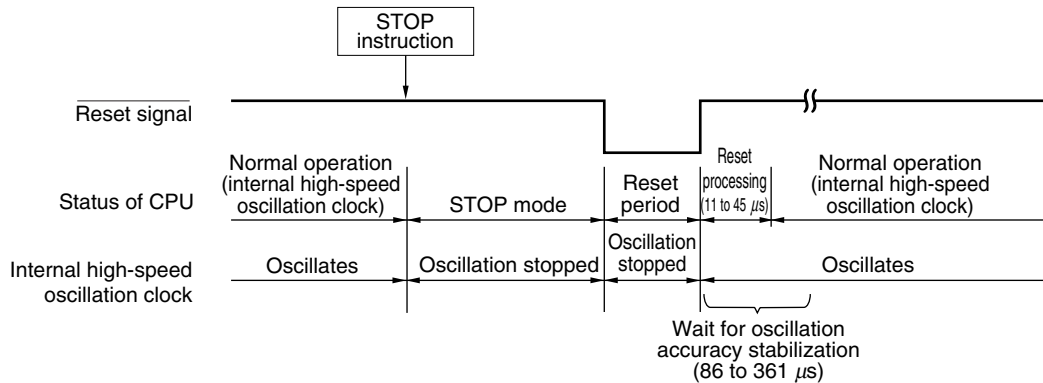 STOP
instruction
Reset signal
Status of CPU
Normal operation
(internal high-speed
oscillation clock)
STOP mode
Reset
period
Reset
processing
(11 to 45 μs)
Normal operation
(internal high-speed
oscillation clock)
Internal high-speed
oscillation clock
Oscillates
Oscillation stopped
Oscillation
stopped
Oscillates
Wait for oscillation
accuracy stabilization
(86 to 361 μs)